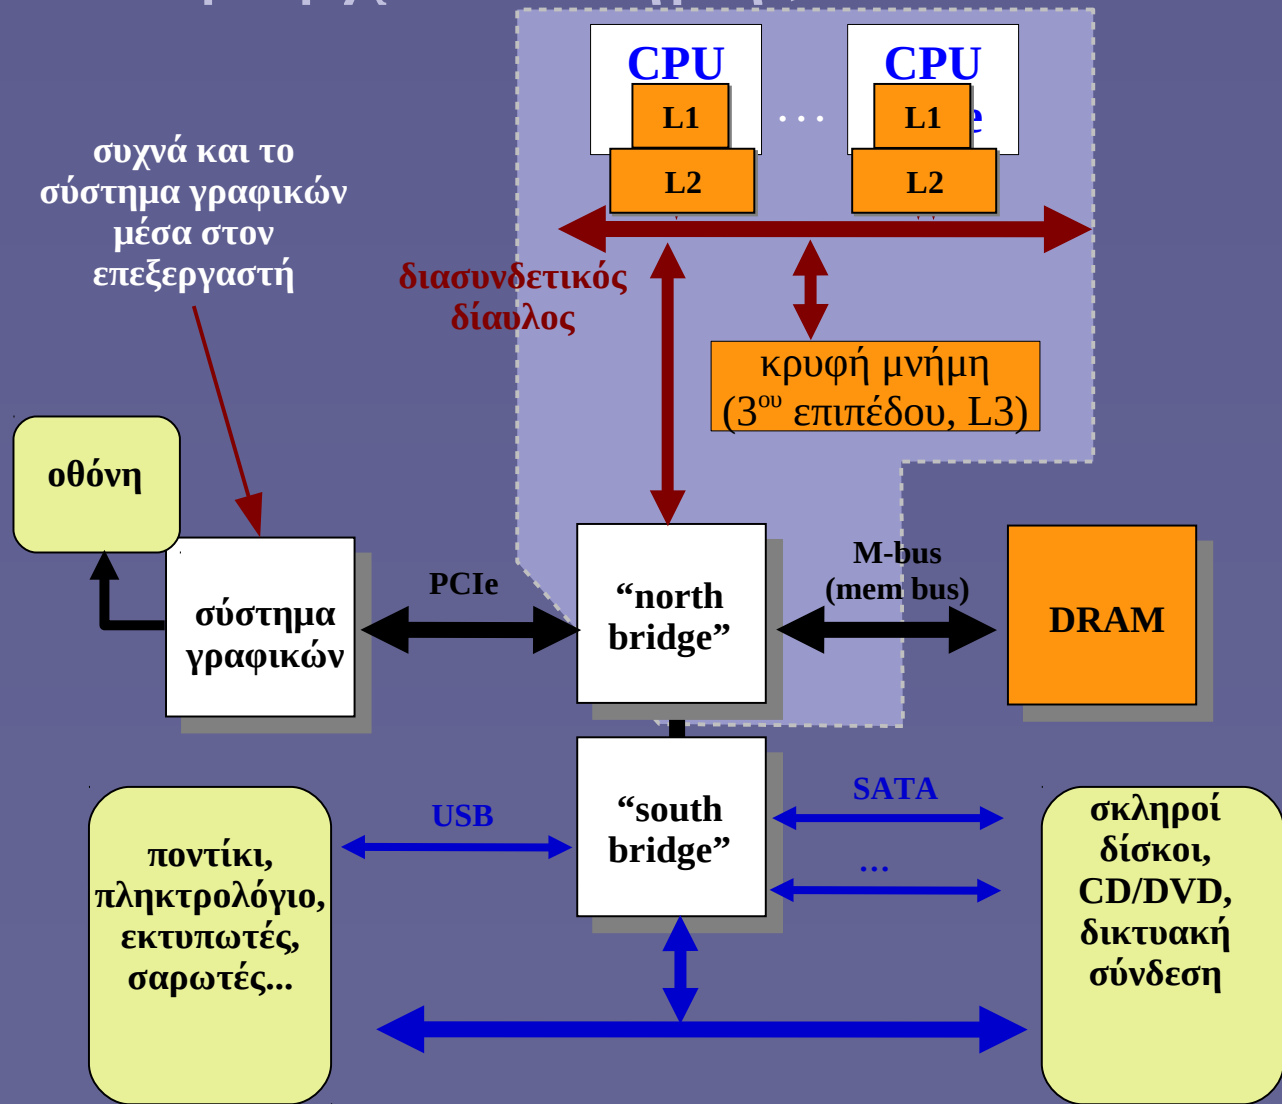 CPU
CPU
L1
…
L1
L2
L2
συχνά και το
σύστημα γραφικών
μέσα στον
επεξεργαστή
διασυνδετικός
δίαυλος
κρυφή μνήμη
(3ου επιπέδου, L3)
οθόνη
σύστημα
γραφικών
PCIe
“north
bridge”
M-bus
(mem bus)
DRAM
ποντίκι,
πληκτρολόγιο,
εκτυπωτές,
σαρωτές...
USB
“south
bridge”
SATA
...
σκληροί
δίσκοι,
CD/DVD,
δικτυακή
σύνδεση